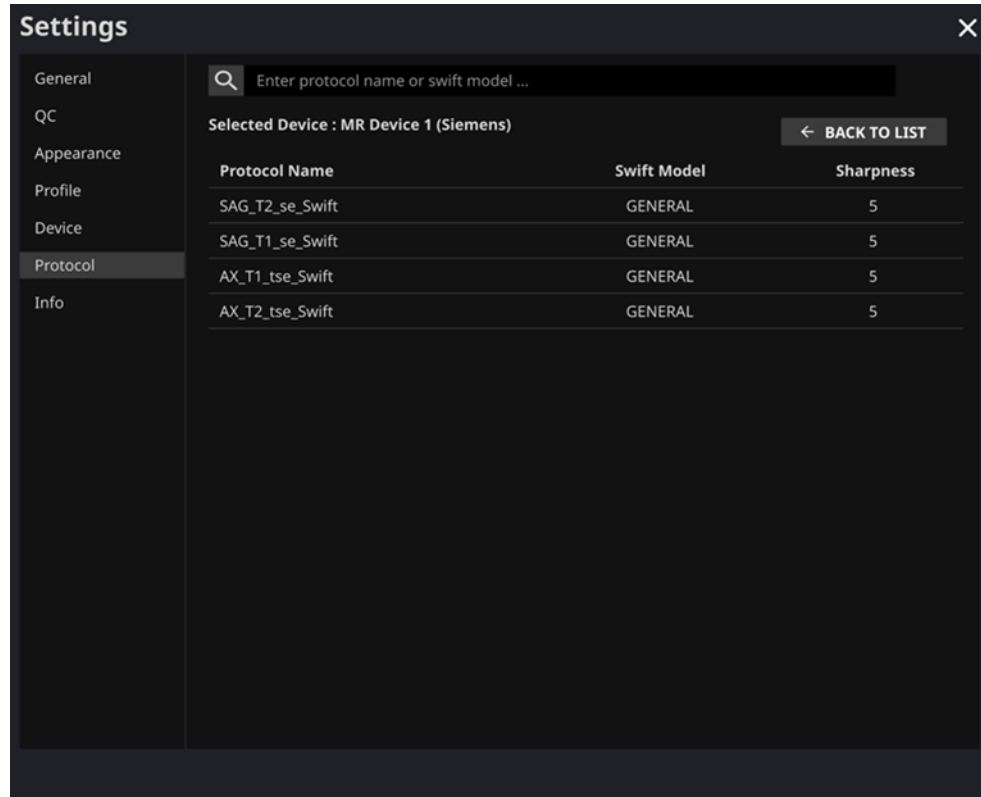 Settings
General
QC
Appearance
Profile
Device
Protocol
Info
Enter protocol name or swift model ...
Selected Device : MR Device 1 (Siemens)
← BACK TO LIST
Protocol Name Swift Model Sharpness
SAG_T2_se_Swift GENERAL 5
SAG_T1_se_Swift GENERAL 5
AX_T1_tse_Swift GENERAL 5
AX_T2_tse_Swift GENERAL 5